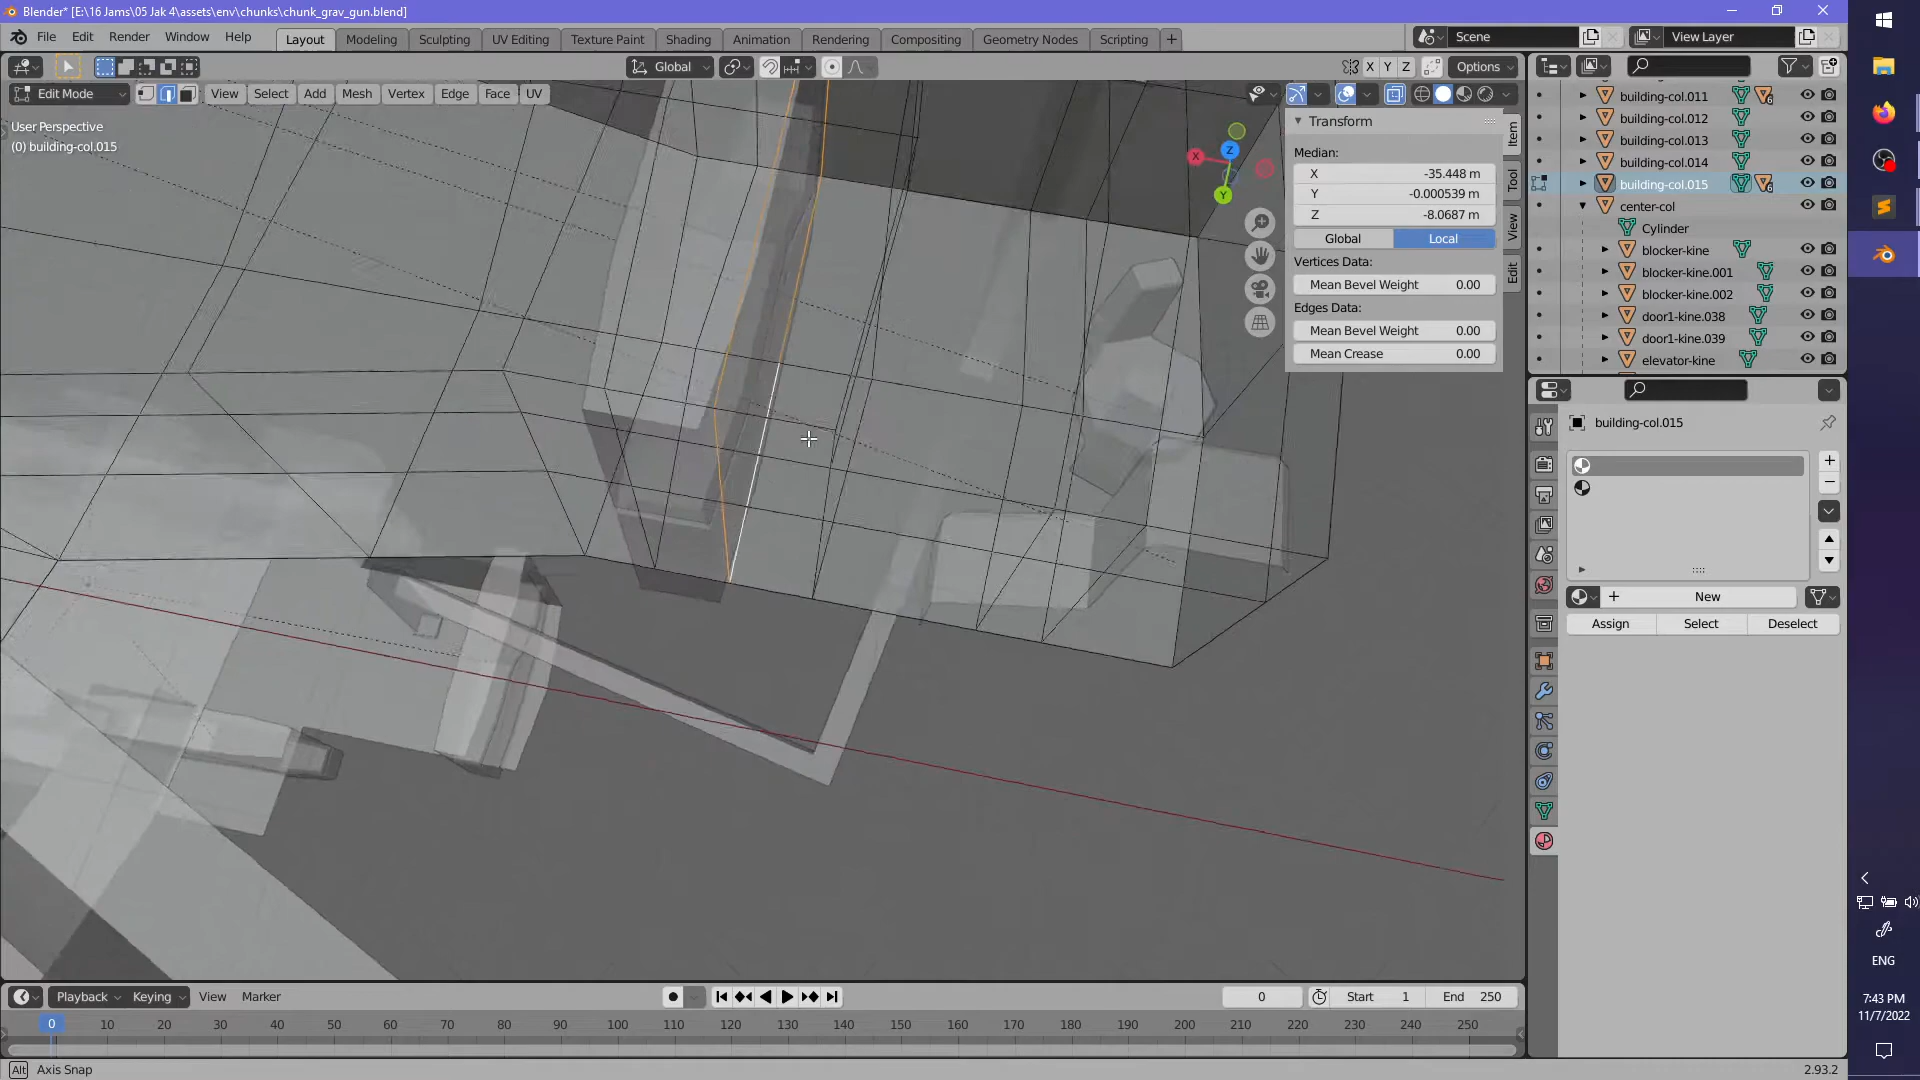 Blender* [E:\16 Jams\05 Jak 4\assets\env\chunks\chunk_grav_gun.blend]
File Edit Render Window Help Layout Modeling Sculpting UV Editing Texture Paint Shading Animation Rendering Compositing Geometry Nodes Scripting + Scene View Layer
Global X Y Z Options
Edit Mode View Select Add Mesh Vertex Edge Face UV
User Perspective
(0) building-col.015
X Y Z
Transform
Median:
X -35.448 m
Y -0.000539 m
Z -8.0687 m
Global Local
Vertices Data:
Mean Bevel Weight 0.00
Edges Data:
Mean Bevel Weight 0.00
Mean Crease 0.00
Item
Tool
View
Edit
building-col.011 6
building-col.012
building-col.013
building-col.014
building-col.015 6
center-col
Cylinder
blocker-kine
blocker-kine.001
blocker-kine.002
door1-kine.038
door1-kine.039
elevator-kine
building-col.015
New
Assign Select Deselect
Playback Keying View Marker 0 Start 1 End 250
0 10 20 30 40 50 60 70 80 90 100 110 120 130 140 150 160 170 180 190 200 210 220 230 240 250
Alt Axis Snap 2.93.2
ENG
7:43 PM
11/7/2022